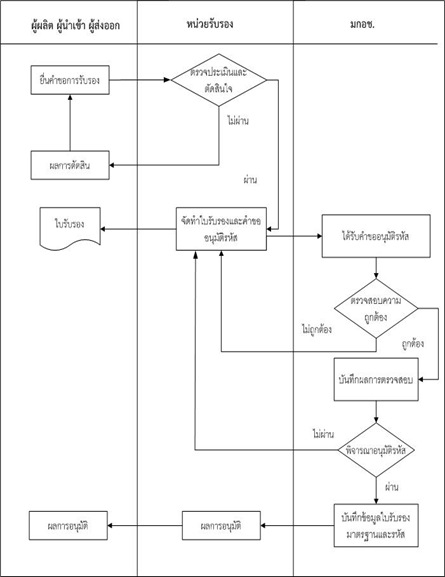 ผู้ผลิต ผู้นำเข้า ผู้ส่งออก
หน่วยรับรอง
มกอช.
ยื่นคำขอการรับรอง
ตรวจประเมินและ
ตัดสินใจ
ไม่ผ่าน
ผลการตัดสิน
ผ่าน
ใบรับรอง
จัดทำใบรับรองและคำขอ
อนุมัติรหัส
ได้รับคำขออนุมัติรหัส
ตรวจสอบความ
ถูกต้อง
ไม่ถูกต้อง
ถูกต้อง
บันทึกผลการตรวจสอบ
ไม่ผ่าน
พิจารณาอนุมัติรหัส
ผ่าน
ผลการอนุมัติ
ผลการอนุมัติ
บันทึกข้อมูลใบรับรอง
มาตรฐานและรหัส